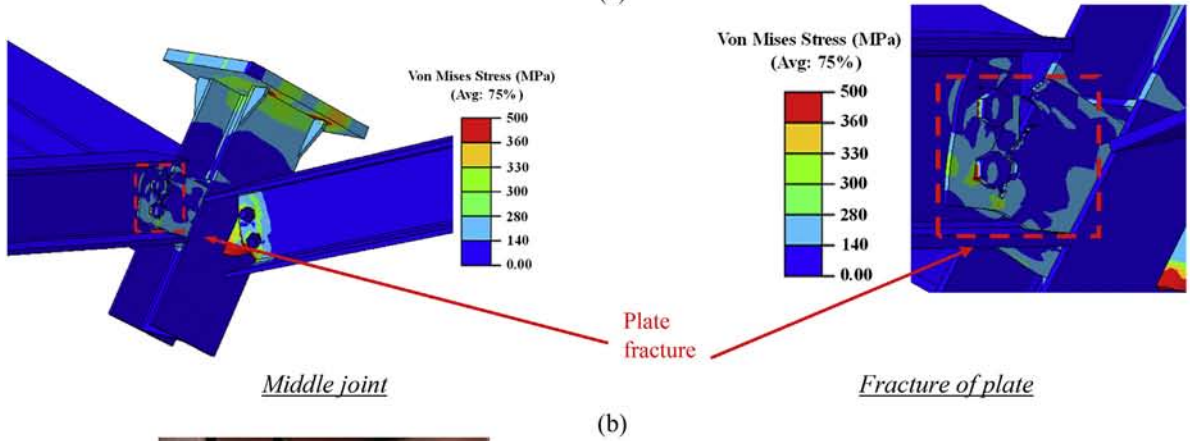 Von Mises Stress (MPa)
(Avg: 75%)
500
360
330
300
280
140
0.00
Von Mises Stress (MPa)
(Avg: 75%)
500
360
330
300
280
140
0.00
Plate
fracture
Middle joint
Fracture of plate
(b)